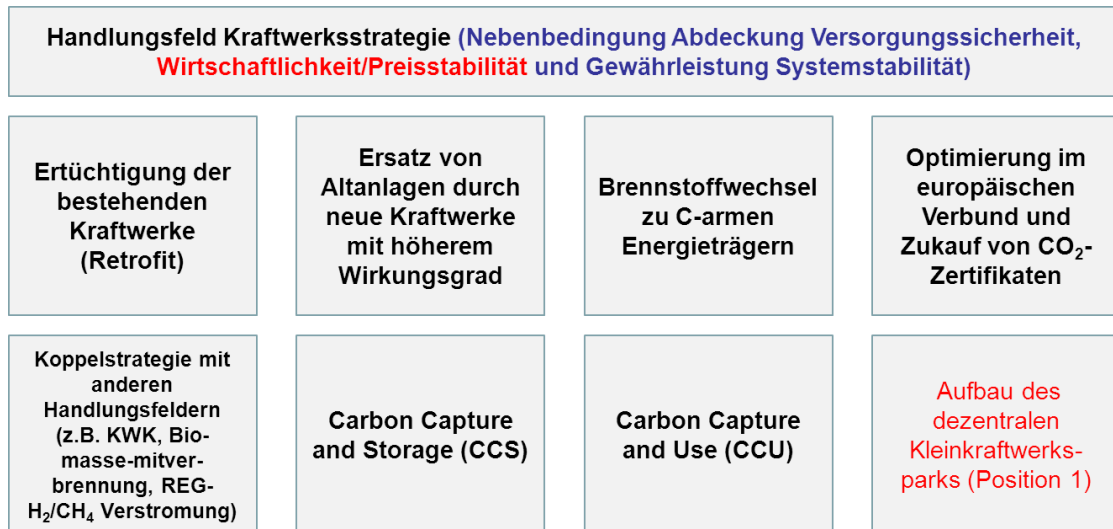 Handlungsfeld Kraftwerksstrategie (Nebenbedingung Abdeckung Versorgungssicherheit,
Wirtschaftlichkeit/Preisstabilität und Gewährleistung Systemstabilität)
Ertüchtigung der
bestehenden
Kraftwerke
(Retrofit)
Ersatz von
Altanlagen durch
neue Kraftwerke
mit höherem
Wirkungsgrad
Brennstoffwechsel
zu C-armen
Energieträgern
Optimierung im
europäischen
Verbund und
Zukauf von CO₂-
Zertifikaten
Koppelstrategie mit
anderen
Handlungsfeldern
(z.B. KWK, Bio-
masse-mitver-
brennung, REG-
H₂/CH₄ Verstromung)
Carbon Capture
and Storage (CCS)
Carbon Capture
and Use (CCU)
Aufbau des
dezentralen
Kleinkraftwerks-
parks (Position 1)